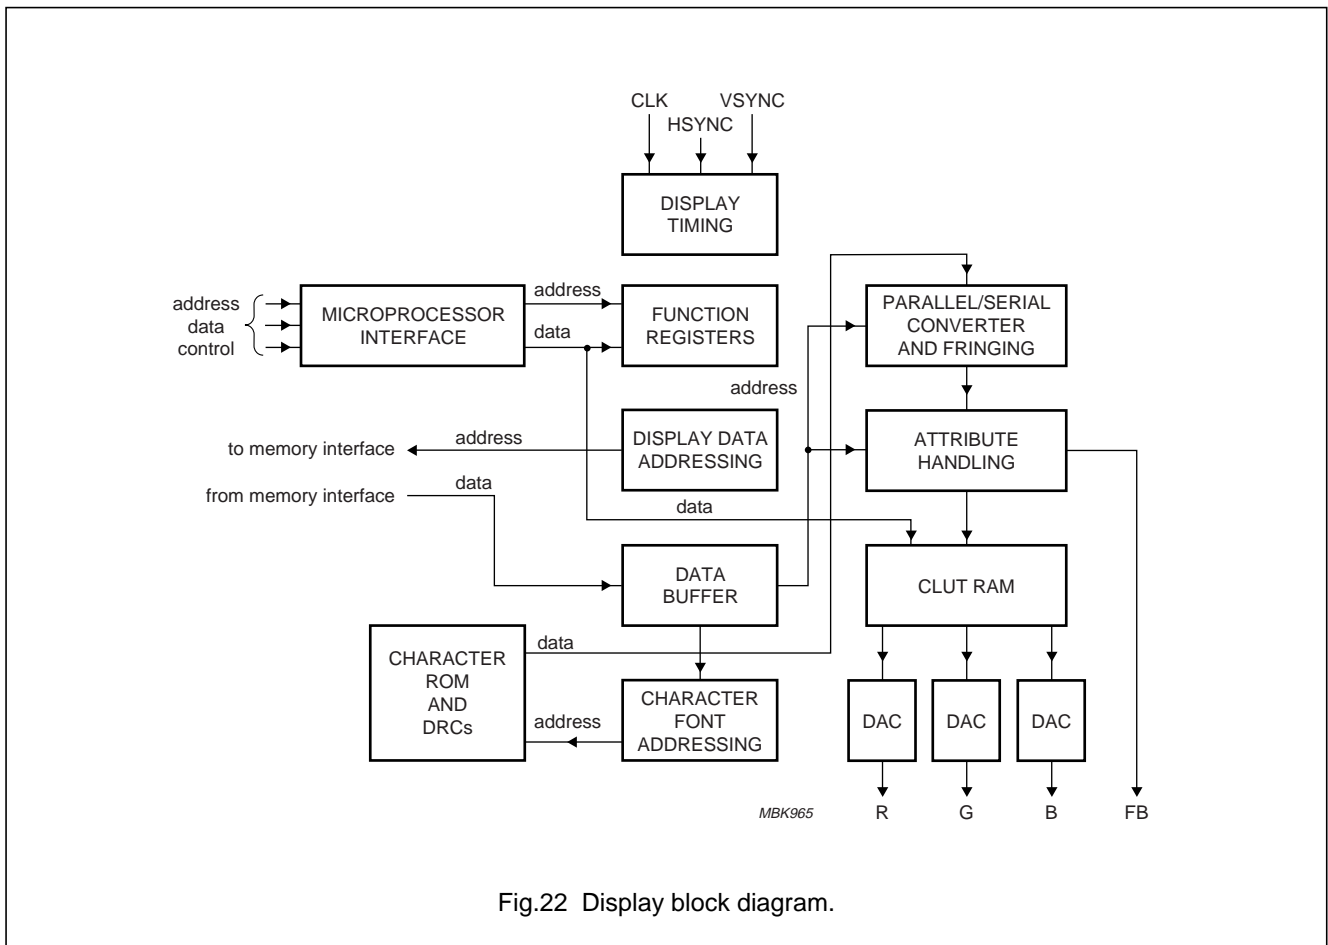 CLK
VSYNC
HSYNC
DISPLAY
TIMING
address
data
control
MICROPROCESSOR
INTERFACE
address
data
FUNCTION
REGISTERS
PARALLEL/SERIAL
CONVERTER
AND FRINGING
address
to memory interface
address
DISPLAY DATA
ADDRESSING
ATTRIBUTE
HANDLING
from memory interface
data
data
DATA
BUFFER
CLUT RAM
CHARACTER
ROM
AND
DRCs
data
address
CHARACTER
FONT
ADDRESSING
DAC
DAC
DAC
MBK965
R
G
B
FB
Fig.22 Display block diagram.